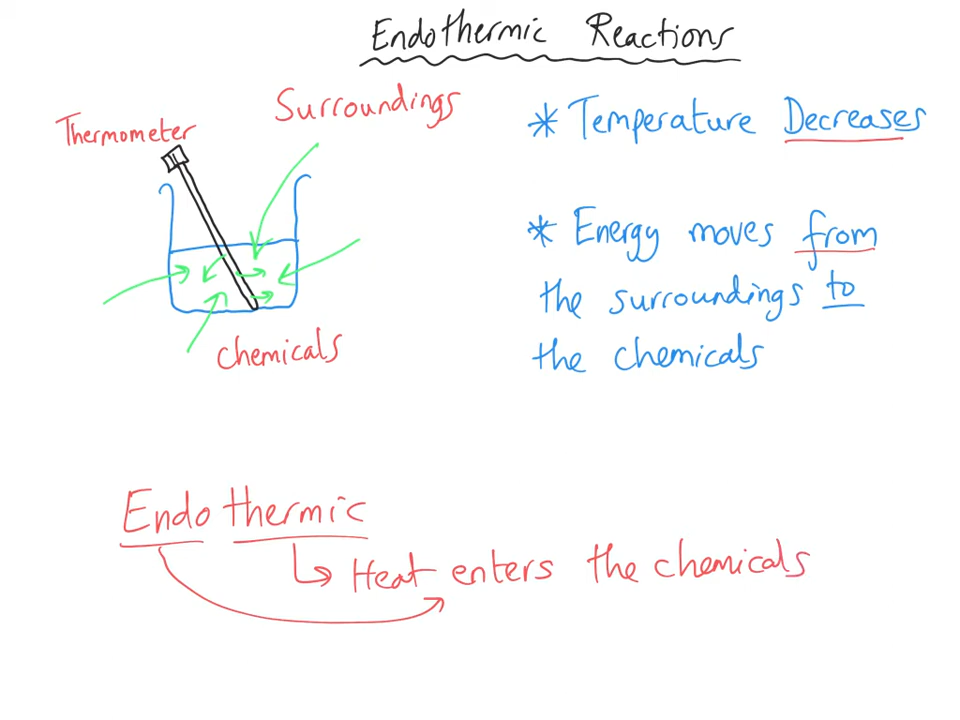 Endothermic Reactions
Surroundings
Thermometer
* Temperature Decreases
* Energy moves from
the surroundings to
the chemicals
chemicals
Endothermic
Heat enters the chemicals